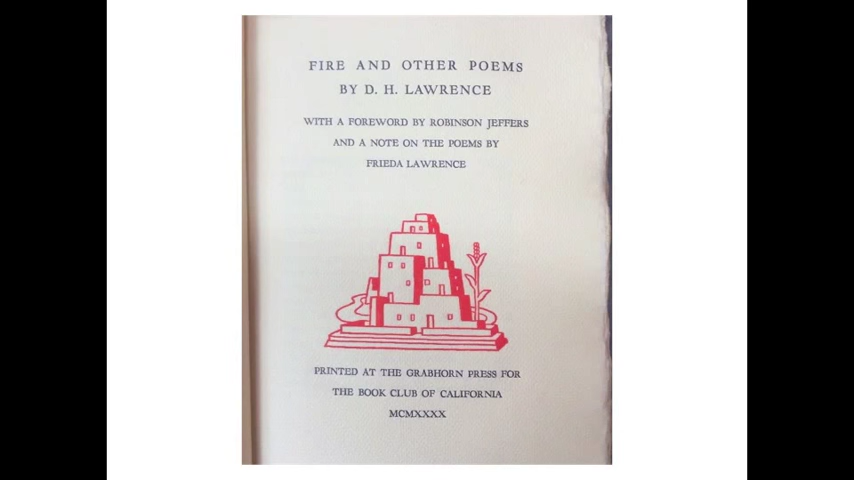 FIRE AND OTHER POEMS
BY D. H. LAWRENCE
WITH A FOREWORD BY ROBINSON JEFFERS
AND A NOTE ON THE POEMS BY
FRIEDA LAWRENCE
PRINTED AT THE GRABHORN PRESS FOR
THE BOOK CLUB OF CALIFORNIA
MCMXXXX